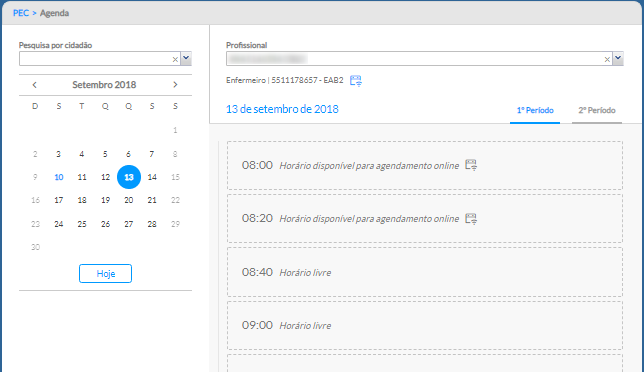 PEC > Agenda
Pesquisa por cidadão
Profissional
Enfermeiro | 5511178657 - EAB2
Setembro 2018
D S T Q Q S S
1
2 3 4 5 6 7 8
9 10 11 12 13 14 15
16 17 18 19 20 21 22
23 24 25 26 27 28 29
30
Hoje
13 de setembro de 2018
1º Período 2º Período
08:00 Horário disponível para agendamento online
08:20 Horário disponível para agendamento online
08:40 Horário livre
09:00 Horário livre